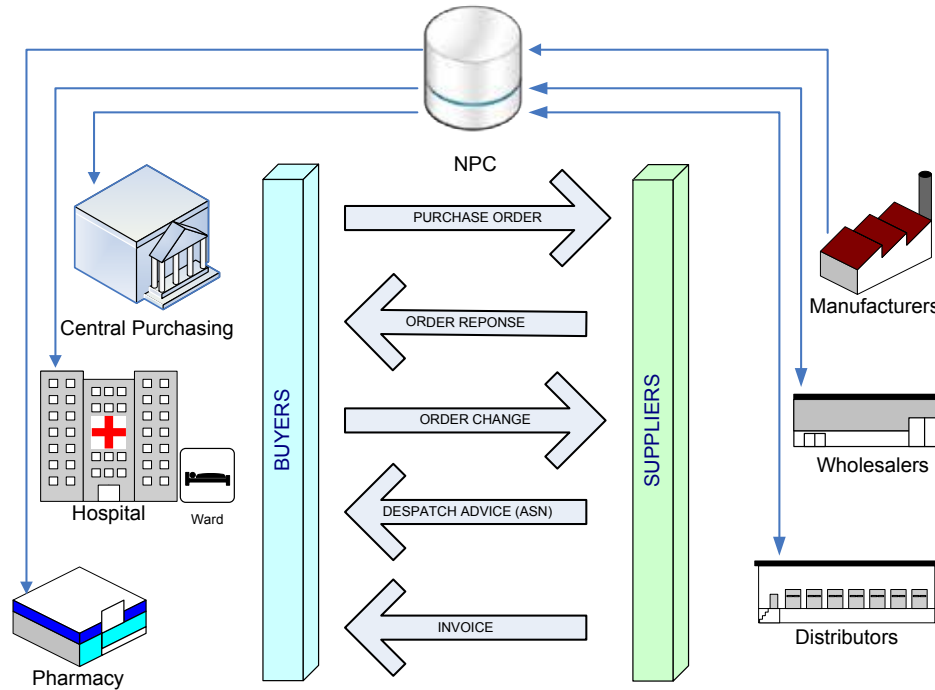 NPC
PURCHASE ORDER
Central Purchasing
Manufacturers
ORDER REPONSE
BUYERS
SUPPLIERS
ORDER CHANGE
Wholesalers
Hospital
Ward
DESPATCH ADVICE (ASN)
INVOICE
Distributors
Pharmacy